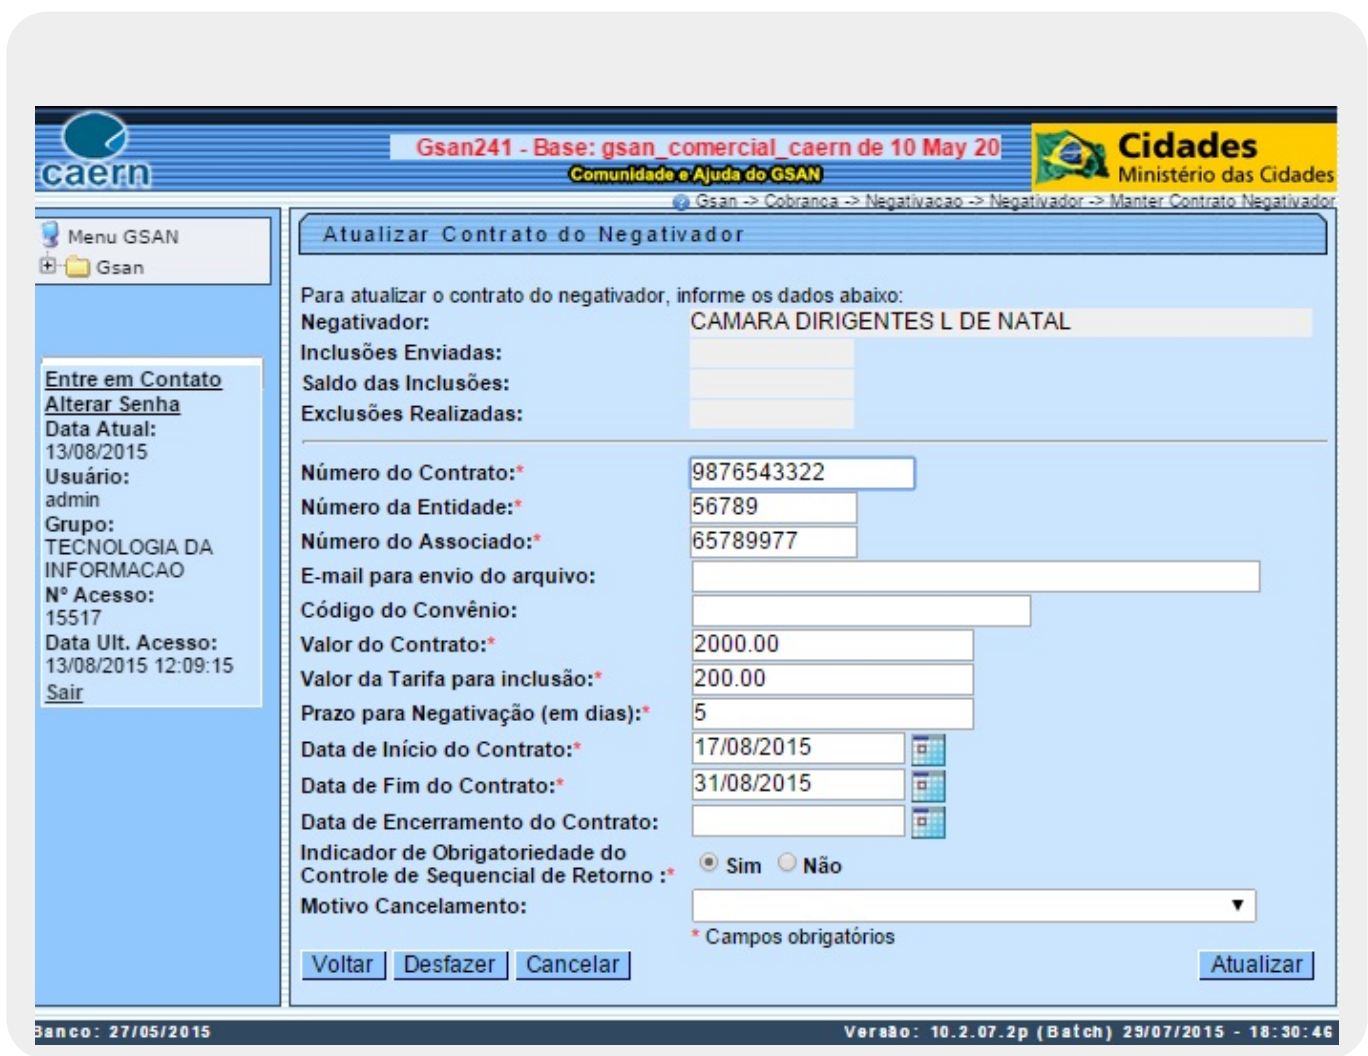 caern
Gsan241 - Base: gsan_comercial_caern de 10 May 20
Comunidade e Ajuda do GSAN
Cidades
Ministério das Cidades
Gsan -> Cobranca -> Negativacao -> Negativador -> Manter Contrato Negativador
Menu GSAN
Gsan
Entre em Contato
Alterar Senha
Data Atual:
13/08/2015
Usuário:
admin
Grupo:
TECNOLOGIA DA
INFORMACAO
Nº Acesso:
15517
Data Ult. Acesso:
13/08/2015 12:09:15
Sair
Atualizar Contrato do Negativador
Para atualizar o contrato do negativador, informe os dados abaixo:
Negativador: CAMARA DIRIGENTES L DE NATAL
Inclusões Enviadas:
Saldo das Inclusões:
Exclusões Realizadas:
Número do Contrato:* 9876543322
Número da Entidade:* 56789
Número do Associado:* 65789977
E-mail para envio do arquivo:
Código do Convênio:
Valor do Contrato:* 2000.00
Valor da Tarifa para inclusão:* 200.00
Prazo para Negativação (em dias):* 5
Data de Início do Contrato:* 17/08/2015
Data de Fim do Contrato:* 31/08/2015
Data de Encerramento do Contrato:
Indicador de Obrigatoriedade do
Controle de Sequencial de Retorno :* Sim Não
Motivo Cancelamento:
* Campos obrigatórios
Voltar Desfazer Cancelar Atualizar
Banco: 27/05/2015 Versão: 10.2.07.2p (Batch) 29/07/2015 - 18:30:46